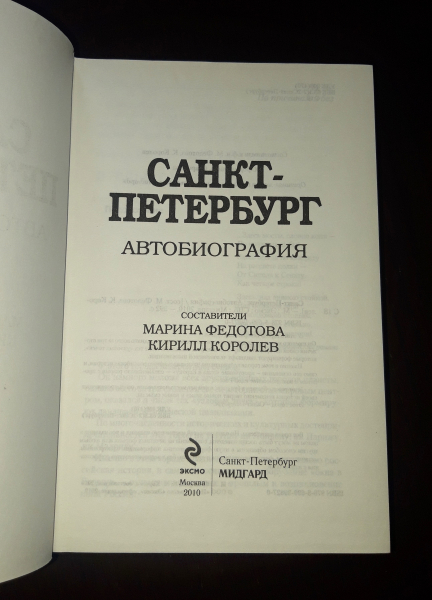 САНКТ-
ПЕТЕРБУРГ
АВТОБИОГРАФИЯ
СОСТАВИТЕЛИ
МАРИНА ФЕДОТОВА
КИРИЛЛ КОРОЛЕВ
ЭКСМО
Москва
2010
Санкт-Петербург
МИДГАРД